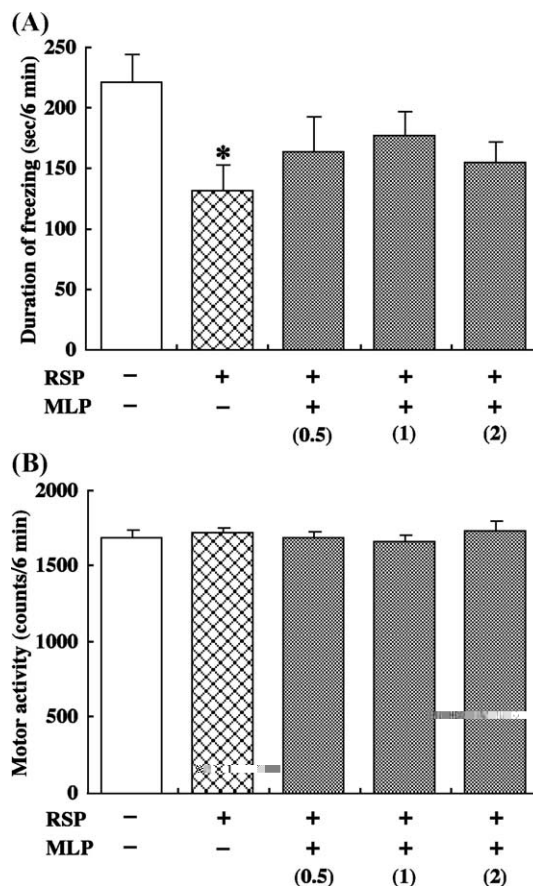 (A)
Duration of freezing (sec/6 min)
250
200
150
100
50
0
*
RSP − + + + +
MLP − − + + +
(0.5) (1) (2)
(B)
Motor activity (counts/6 min)
2000
1500
1000
500
0
RSP − + + + +
MLP − − + + +
(0.5) (1) (2)